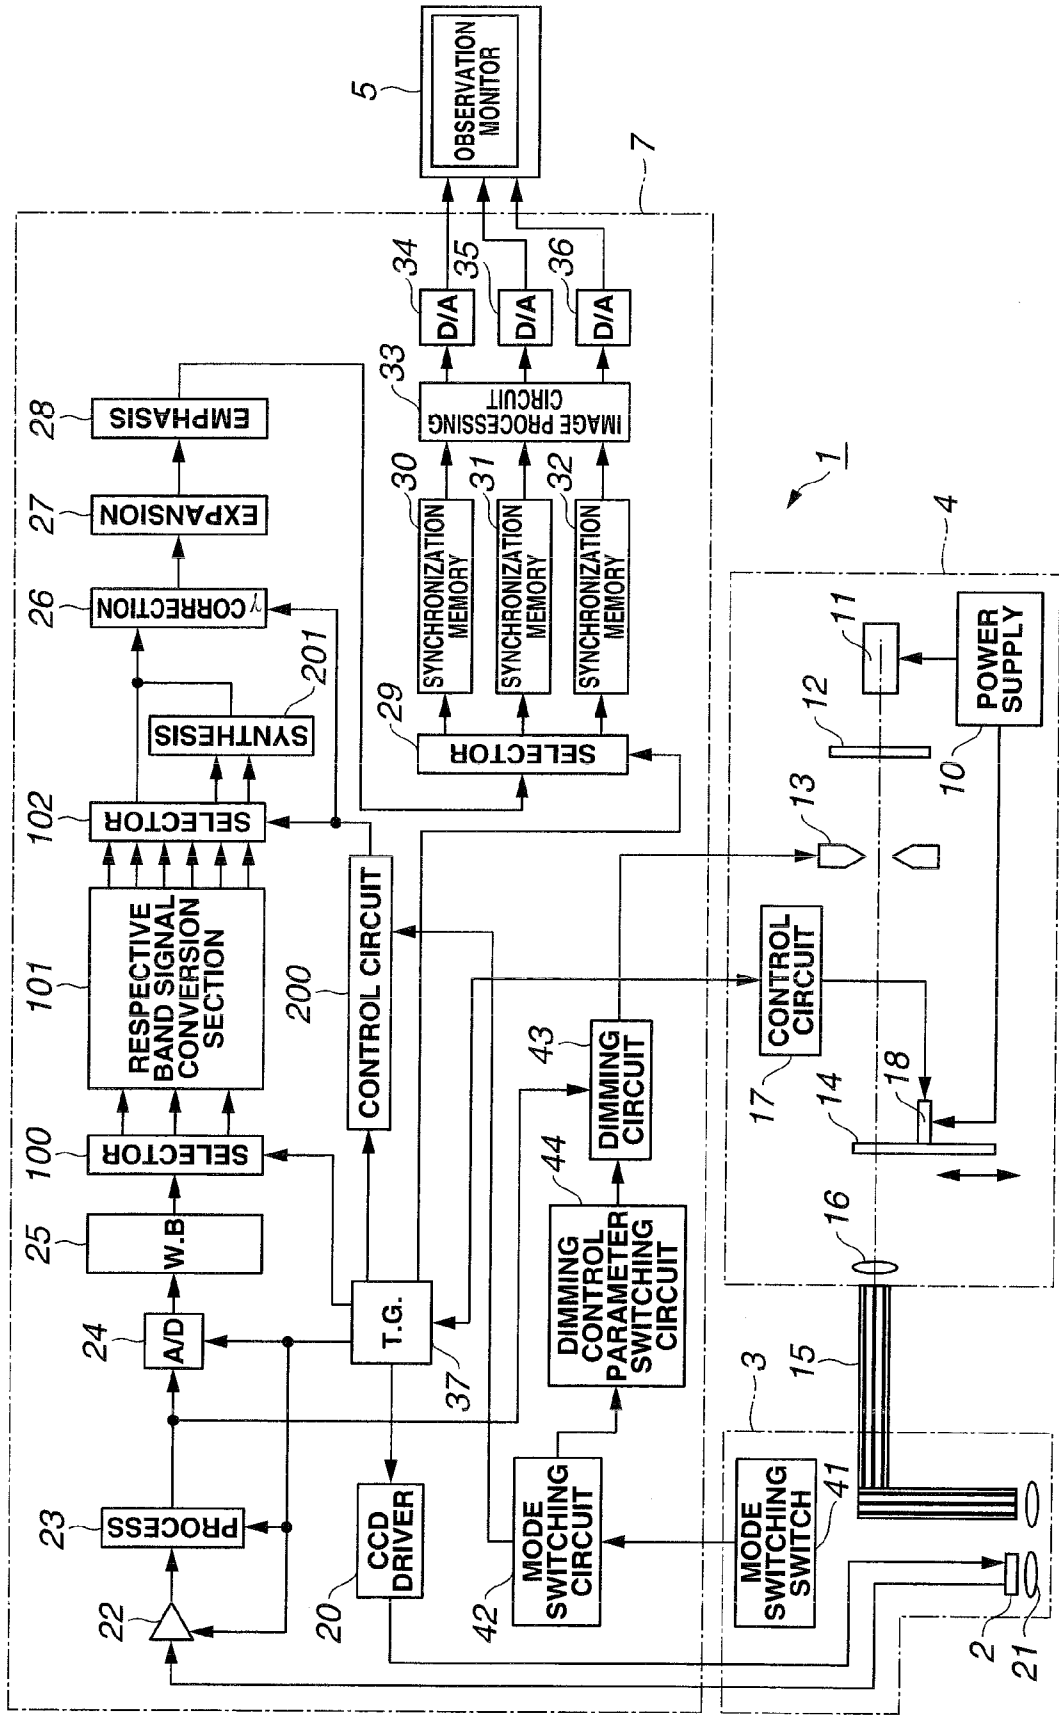 22
23
PROCESS
24
A/D
25
W.B
100
SELECTOR
101
RESPECTIVE
BAND SIGNAL
CONVERSION
SECTION
102
SELECTOR
201
SYNTHESIS
26
γ CORRECTION
27
EXPANSION
28
EMPHASIS
20
CCD
DRIVER
37
T.G.
200
CONTROL CIRCUIT
29
SELECTOR
30
SYNCHRONIZATION
MEMORY
31
SYNCHRONIZATION
MEMORY
32
SYNCHRONIZATION
MEMORY
33
IMAGE PROCESSING
CIRCUIT
34
D/A
35
D/A
36
D/A
5
OBSERVATION
MONITOR
7
42
MODE
SWITCHING
CIRCUIT
44
DIMMING
CONTROL
PARAMETER
SWITCHING
CIRCUIT
43
DIMMING
CIRCUIT
MODE
SWITCHING
SWITCH
41
3
2
21
15
16
14
18
17
CONTROL
CIRCUIT
13
12
11
10
POWER
SUPPLY
4
1